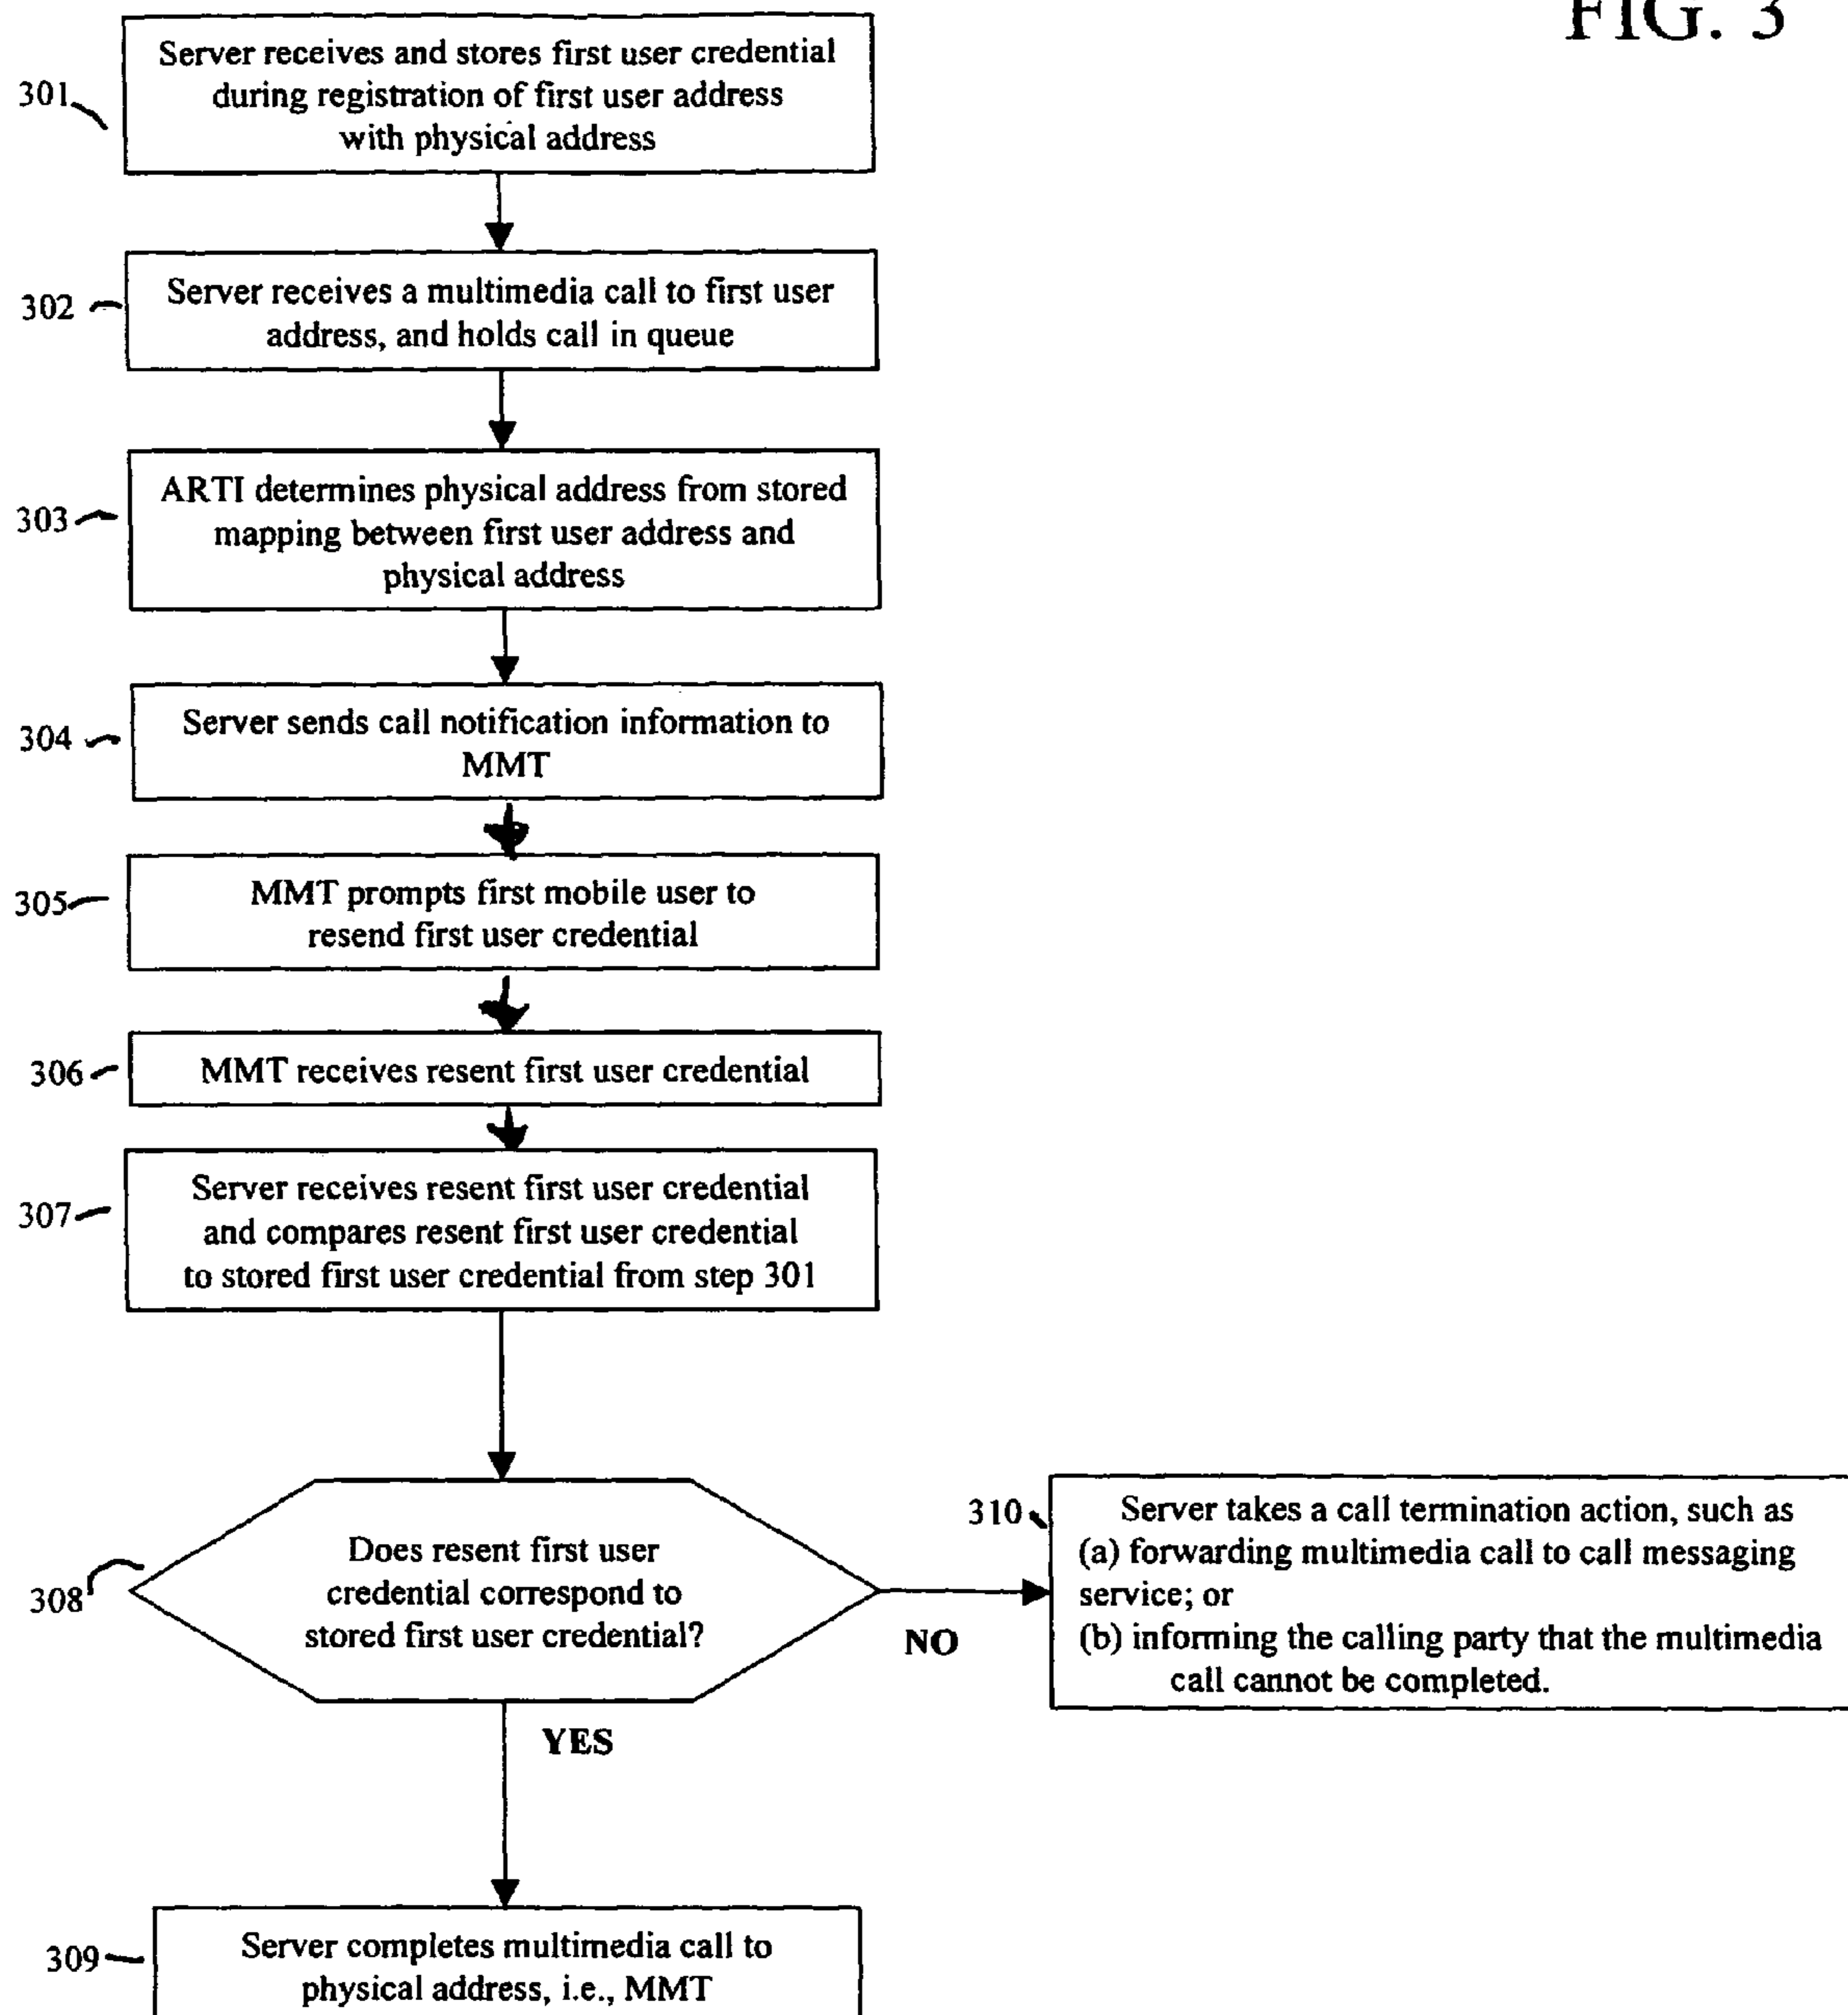 FIG. 3
301
Server receives and stores first user credential
during registration of first user address
with physical address
302
Server receives a multimedia call to first user
address, and holds call in queue
303
ARTI determines physical address from stored
mapping between first user address and
physical address
304
Server sends call notification information to
MMT
305
MMT prompts first mobile user to
resend first user credential
306
MMT receives resent first user credential
307
Server receives resent first user credential
and compares resent first user credential
to stored first user credential from step 301
308
Does resent first user
credential correspond to
stored first user credential?
NO
310
Server takes a call termination action, such as
(a) forwarding multimedia call to call messaging
service; or
(b) informing the calling party that the multimedia
call cannot be completed.
YES
309
Server completes multimedia call to
physical address, i.e., MMT